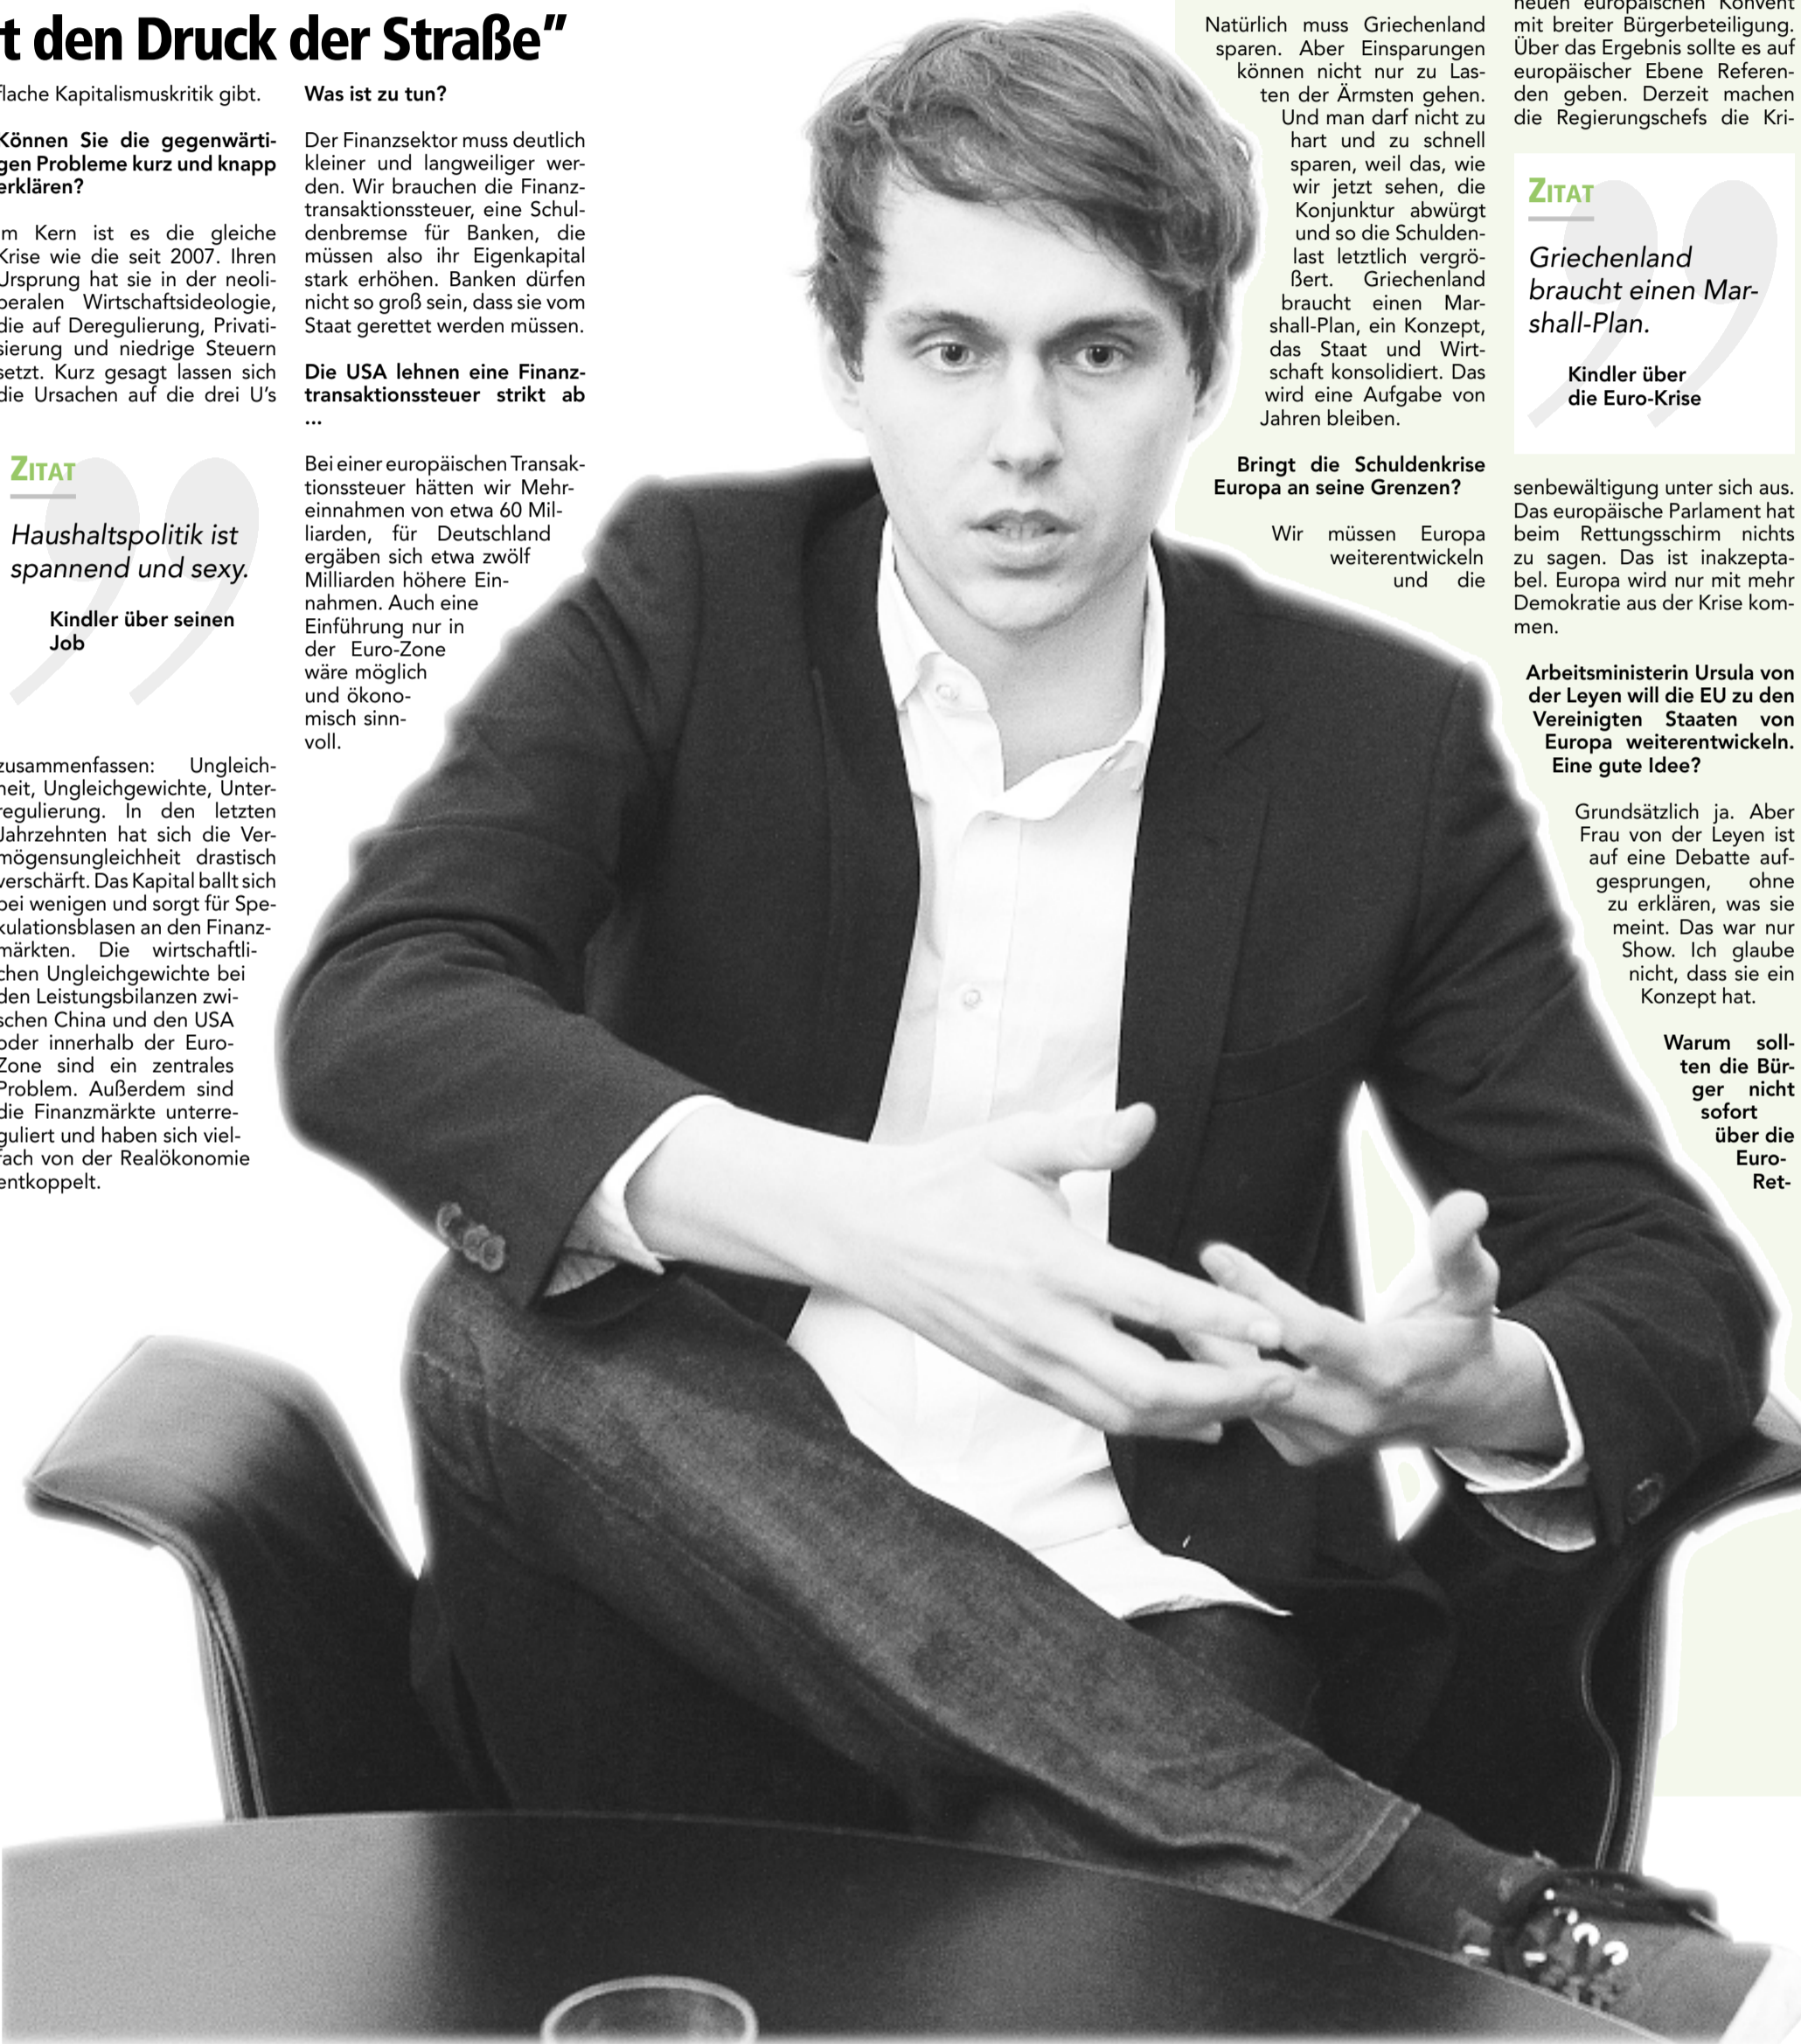 t den Druck der Straße”
flache Kapitalismuskritik gibt.
Können Sie die gegenwärti-
gen Probleme kurz und knapp
erklären?
m Kern ist es die gleiche
Krise wie die seit 2007. Ihren
Ursprung hat sie in der neoli-
beralen Wirtschaftsideologie,
die auf Deregulierung, Privati-
sierung und niedrige Steuern
setzt. Kurz gesagt lassen sich
die Ursachen auf die drei U’s
ZITAT
Haushaltspolitik ist
spannend und sexy.
Kindler über seinen
Job
zusammenfassen: Ungleich-
heit, Ungleichgewichte, Unter-
regulierung. In den letzten
Jahrzehnten hat sich die Ver-
mögensungleichheit drastisch
verschärft. Das Kapital ballt sich
bei wenigen und sorgt für Spe-
kulationsblasen an den Finanz-
märkten. Die wirtschaftli-
chen Ungleichgewichte bei
den Leistungsbilanzen zwi-
schen China und den USA
oder innerhalb der Euro-
Zone sind ein zentrales
Problem. Außerdem sind
die Finanzmärkte unterre-
guliert und haben sich viel-
fach von der Realökonomie
entkoppelt.
Was ist zu tun?
Der Finanzsektor muss deutlich
kleiner und langweiliger wer-
den. Wir brauchen die Finanz-
transaktionssteuer, eine Schul-
denbremse für Banken, die
müssen also ihr Eigenkapital
stark erhöhen. Banken dürfen
nicht so groß sein, dass sie vom
Staat gerettet werden müssen.
Die USA lehnen eine Finanz-
transaktionssteuer strikt ab
...
Bei einer europäischen Transak-
tionssteuer hätten wir Mehr-
einnahmen von etwa 60 Mil-
liarden, für Deutschland
ergäben sich etwa zwölf
Milliarden höhere Ein-
nahmen. Auch eine
Einführung nur in
der Euro-Zone
wäre möglich
und ökono-
misch sinn-
voll.
Natürlich muss Griechenland
sparen. Aber Einsparungen
können nicht nur zu Las-
ten der Ärmsten gehen.
Und man darf nicht zu
hart und zu schnell
sparen, weil das, wie
wir jetzt sehen, die
Konjunktur abwürgt
und so die Schulden-
last letztlich vergrö-
ßert. Griechenland
braucht einen Mar-
shall-Plan, ein Konzept,
das Staat und Wirt-
schaft konsolidiert. Das
wird eine Aufgabe von
Jahren bleiben.
Bringt die Schuldenkrise
Europa an seine Grenzen?
Wir müssen Europa
weiterentwickeln
und die
neuen europäischen Konvent
mit breiter Bürgerbeteiligung.
Über das Ergebnis sollte es auf
europäischer Ebene Referen-
den geben. Derzeit machen
die Regierungschefs die Kri-
ZITAT
Griechenland
braucht einen Mar-
shall-Plan.
Kindler über
die Euro-Krise
senbewältigung unter sich aus.
Das europäische Parlament hat
beim Rettungsschirm nichts
zu sagen. Das ist inakzepta-
bel. Europa wird nur mit mehr
Demokratie aus der Krise kom-
men.
Arbeitsministerin Ursula von
der Leyen will die EU zu den
Vereinigten Staaten von
Europa weiterentwickeln.
Eine gute Idee?
Grundsätzlich ja. Aber
Frau von der Leyen ist
auf eine Debatte auf-
gesprungen, ohne
zu erklären, was sie
meint. Das war nur
Show. Ich glaube
nicht, dass sie ein
Konzept hat.
Warum soll-
ten die Bür-
ger nicht
sofort
über die
Euro-
Ret-